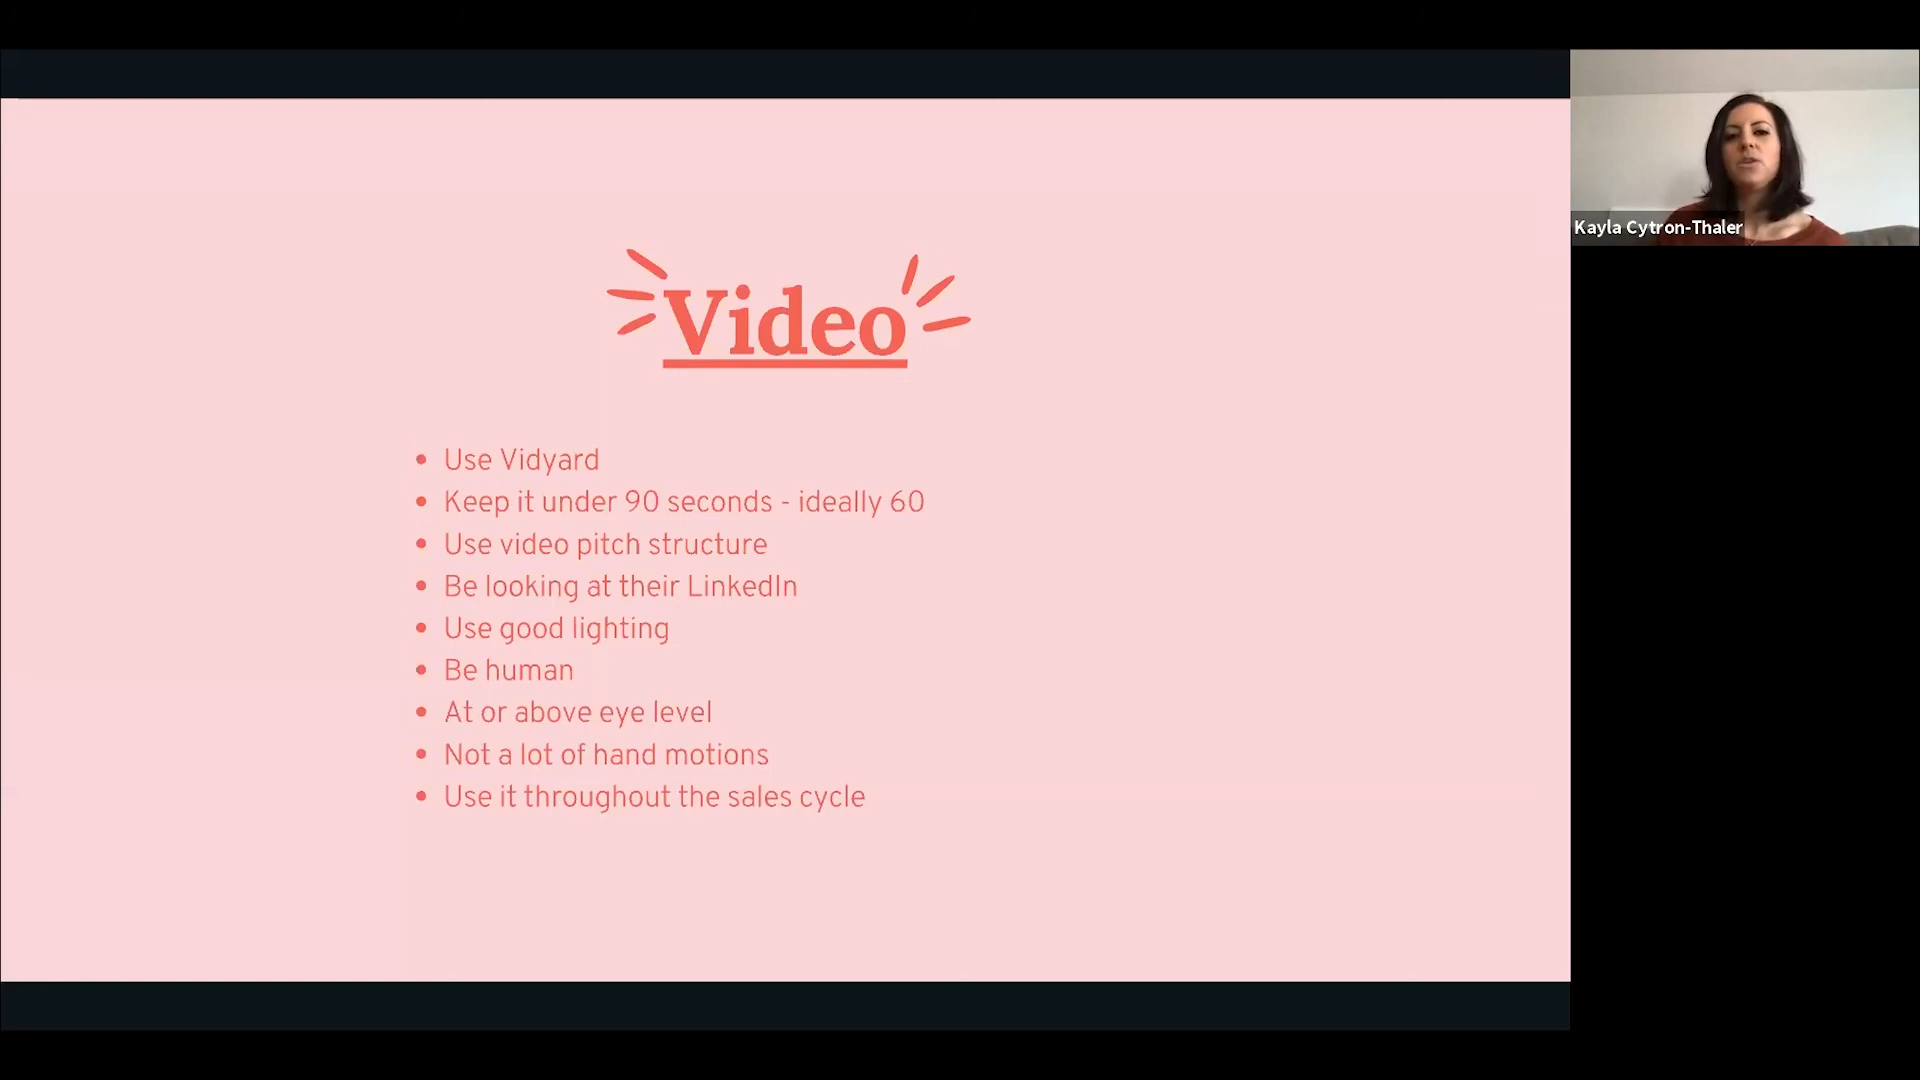 Video
Use Vidyard
Keep it under 90 seconds - ideally 60
Use video pitch structure
Be looking at their LinkedIn
Use good lighting
Be human
At or above eye level
Not a lot of hand motions
Use it throughout the sales cycle
Kayla Cytron-Thaler